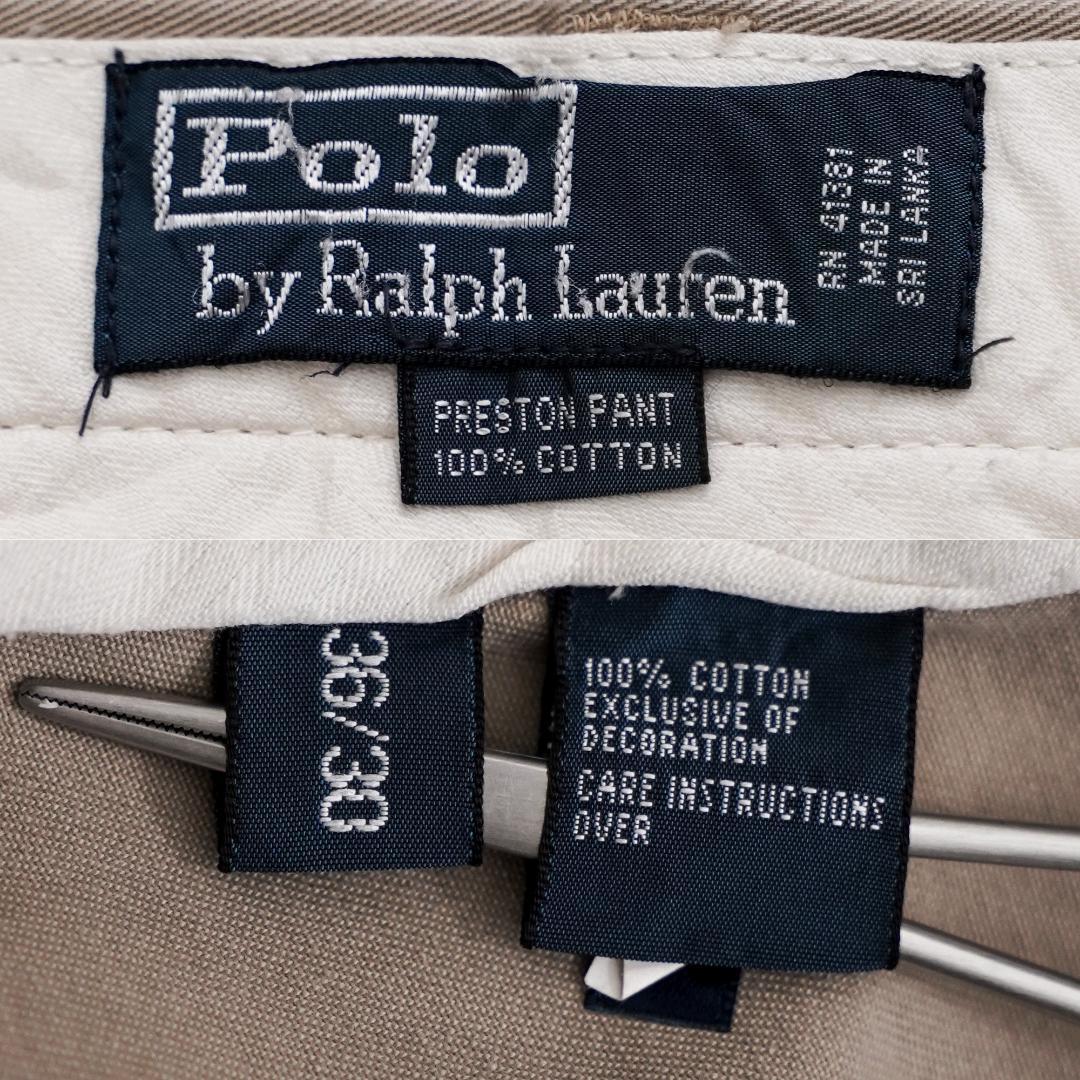 Polo
by Ralph Lauren
RN 41381
MADE IN
SRI LANKA
PRESTON PANT
100% COTTON
36/30
100% COTTON
EXCLUSIVE OF
DECORATION
CARE INSTRUCTIONS
OVER